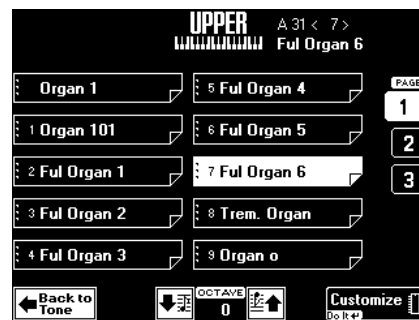 UPPER
A 31 < 7>
Ful Organ 6
Organ 1
1 Organ 101
2 Ful Organ 1
3 Ful Organ 2
4 Ful Organ 3
5 Ful Organ 4
6 Ful Organ 5
7 Ful Organ 6
8 Trem. Organ
9 Organ o
PAGE
1
2
3
Back to
Tone
OCTAVE
0
Customize
Do It